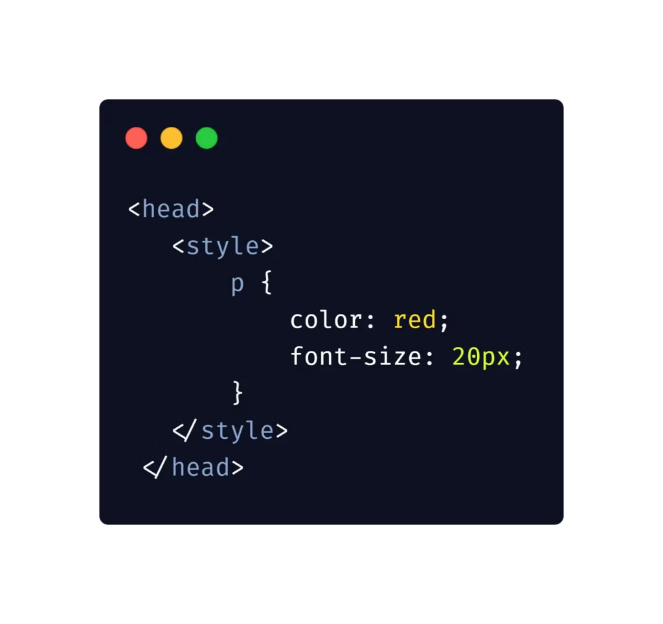 <head>
<style>
p {
color: red;
font-size: 20px;
}
</style>
</head>